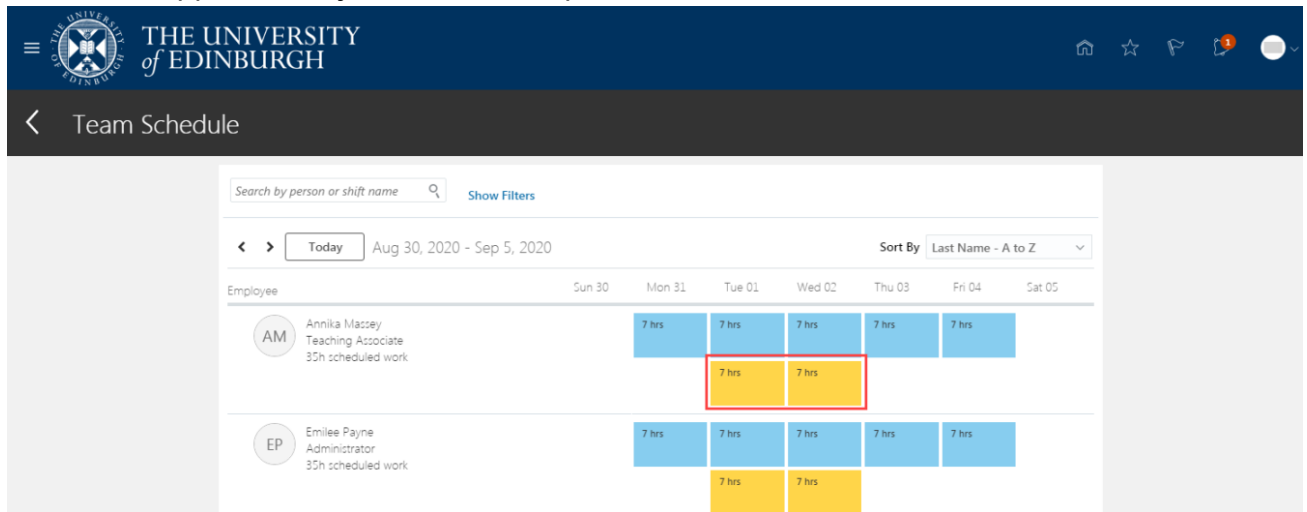 THE UNIVERSITY
of EDINBURGH
1
Team Schedule
Search by person or shift name Show Filters
Today Aug 30, 2020 - Sep 5, 2020 Sort By Last Name - A to Z
Employee Sun 30 Mon 31 Tue 01 Wed 02 Thu 03 Fri 04 Sat 05
AM Annika Massey 7 hrs 7 hrs 7 hrs 7 hrs 7 hrs
Teaching Associate
35h scheduled work
7 hrs 7 hrs
EP Emilee Payne 7 hrs 7 hrs 7 hrs 7 hrs 7 hrs
Administrator
35h scheduled work
7 hrs 7 hrs